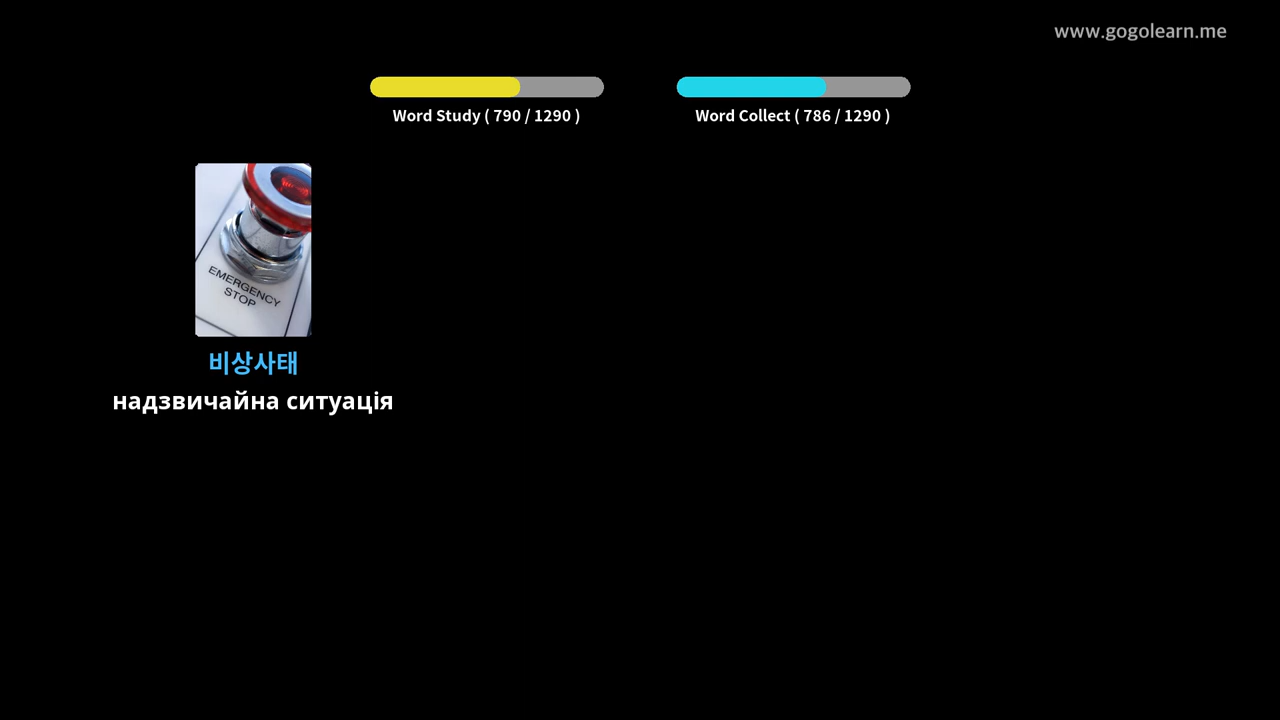 www.gogolearn.me
Word Study ( 790 / 1290 )
Word Collect ( 786 / 1290 )
EMERGENCY
STOP
비상사태
надзвичайна ситуація